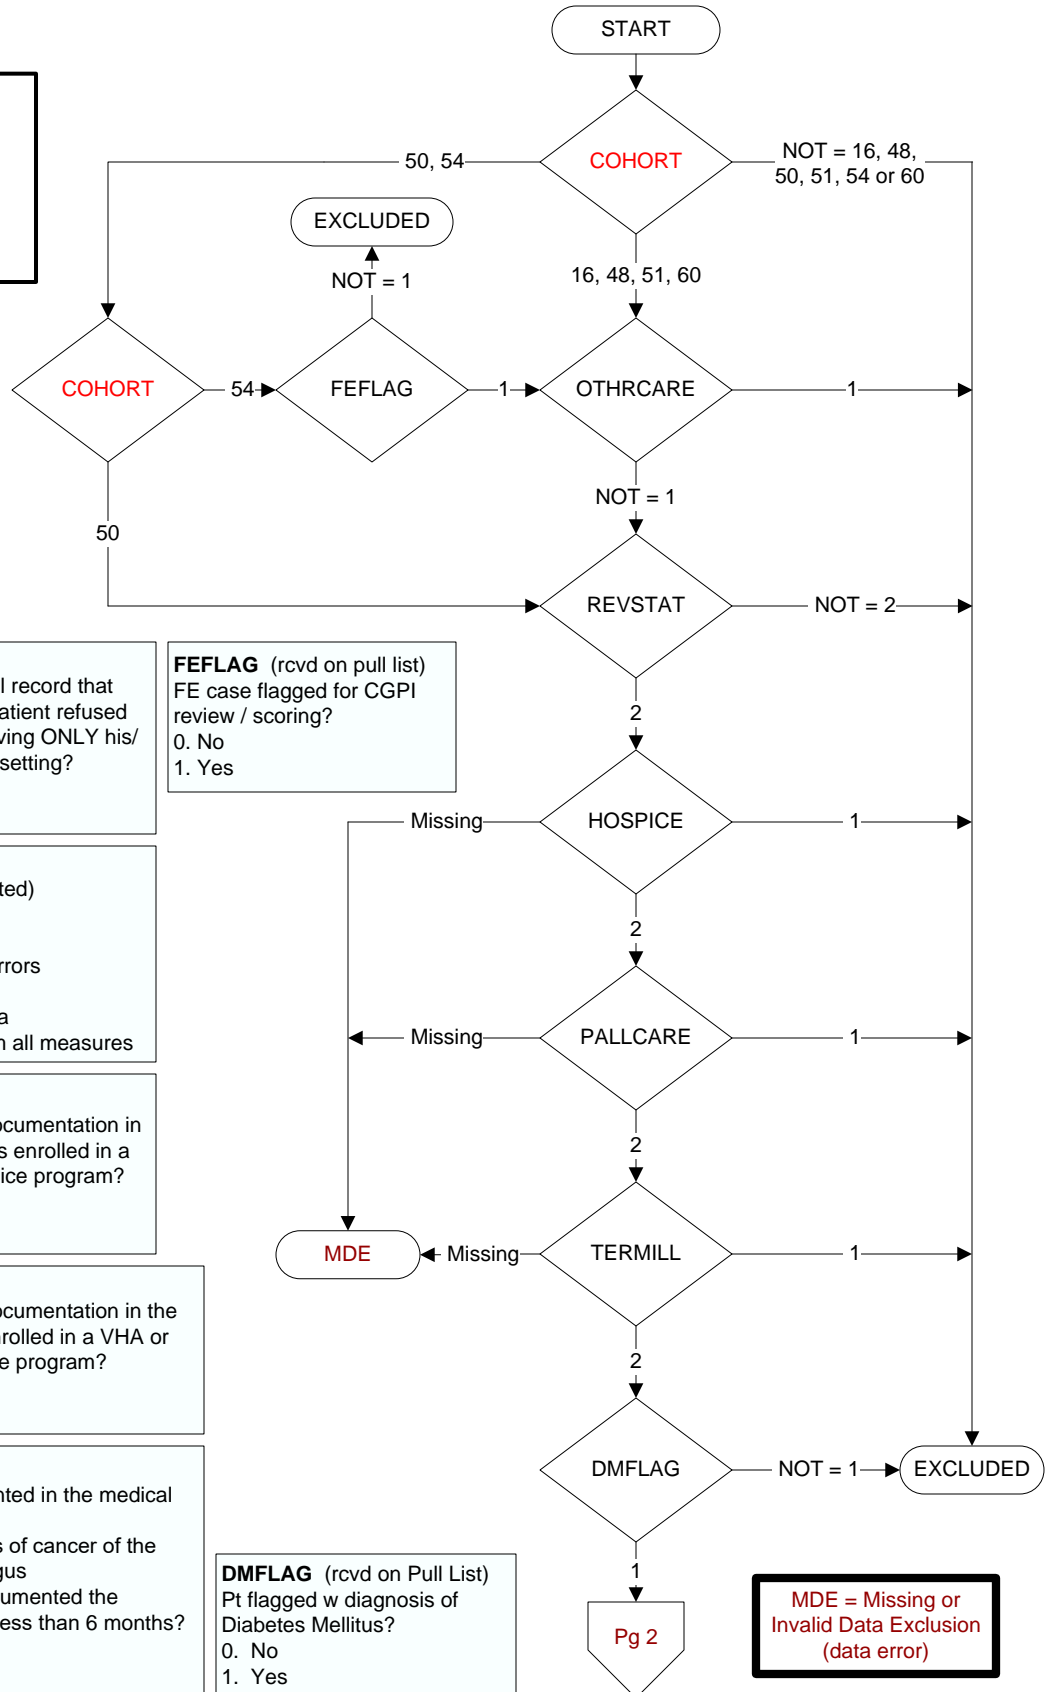 START
COHORT
50, 54
NOT = 16, 48,
50, 51, 54 or 60
EXCLUDED
NOT = 1
16, 48, 51, 60
COHORT
54
FEFLAG
1
OTHRCARE
1
NOT = 1
50
REVSTAT
NOT = 2
2
l record that
atient refused
ving ONLY his/
setting?
FEFLAG (rcvd on pull list)
FE case flagged for CGPI
review / scoring?
0. No
1. Yes
Missing
HOSPICE
1
2
ted)
rrors
a
n all measures
Missing
PALLCARE
1
2
ocumentation in
s enrolled in a
ice program?
MDE
Missing
TERMILL
1
2
ocumentation in the
nrolled in a VHA or
e program?
DMFLAG
NOT = 1
EXCLUDED
1
nted in the medical
s of cancer of the
gus
cumented the
ess than 6 months?
DMFLAG (rcvd on Pull List)
Pt flagged w diagnosis of
Diabetes Mellitus?
0. No
1. Yes
Pg 2
MDE = Missing or
Invalid Data Exclusion
(data error)